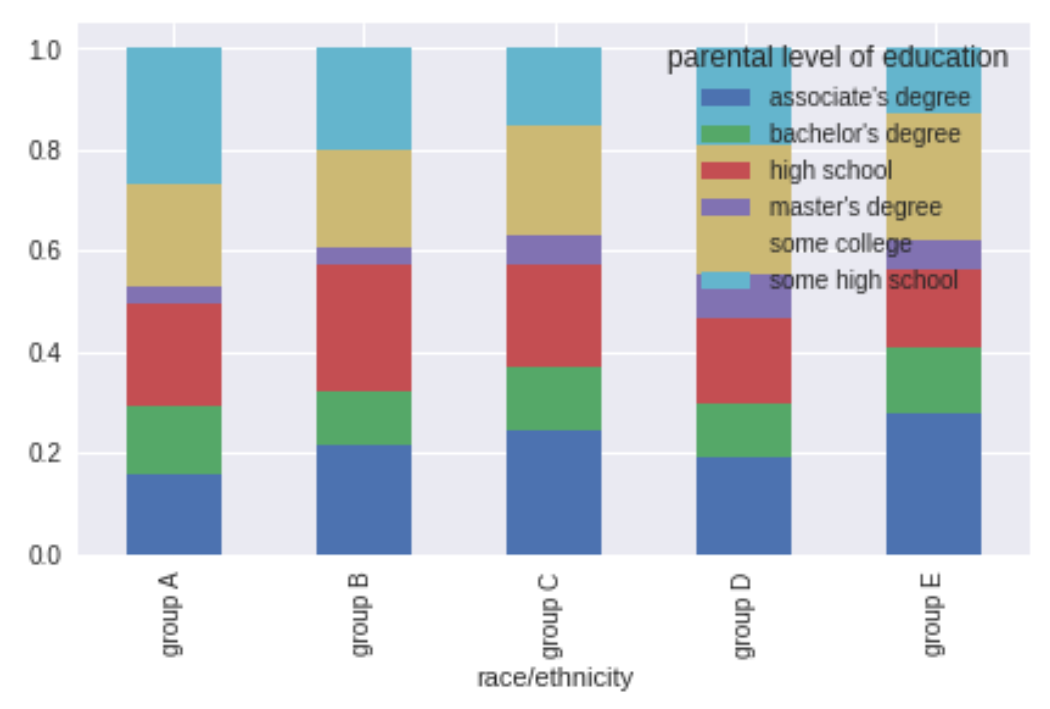 1.0
0.8
0.6
0.4
0.2
0.0
parental level of education
associate's degree
bachelor's degree
high school
master's degree
some college
some high school
group A
group B
group C
group D
group E
race/ethnicity